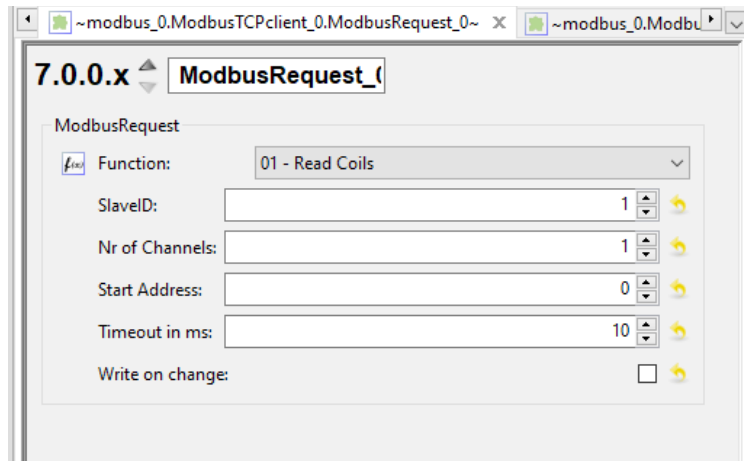 ~modbus_0.ModbusTCPclient_0.ModbusRequest_0~ ~modbus_0.Modbu
7.0.0.x ModbusRequest_(
ModbusRequest
f(x) Function: 01 - Read Coils
SlaveID: 1
Nr of Channels: 1
Start Address: 0
Timeout in ms: 10
Write on change: